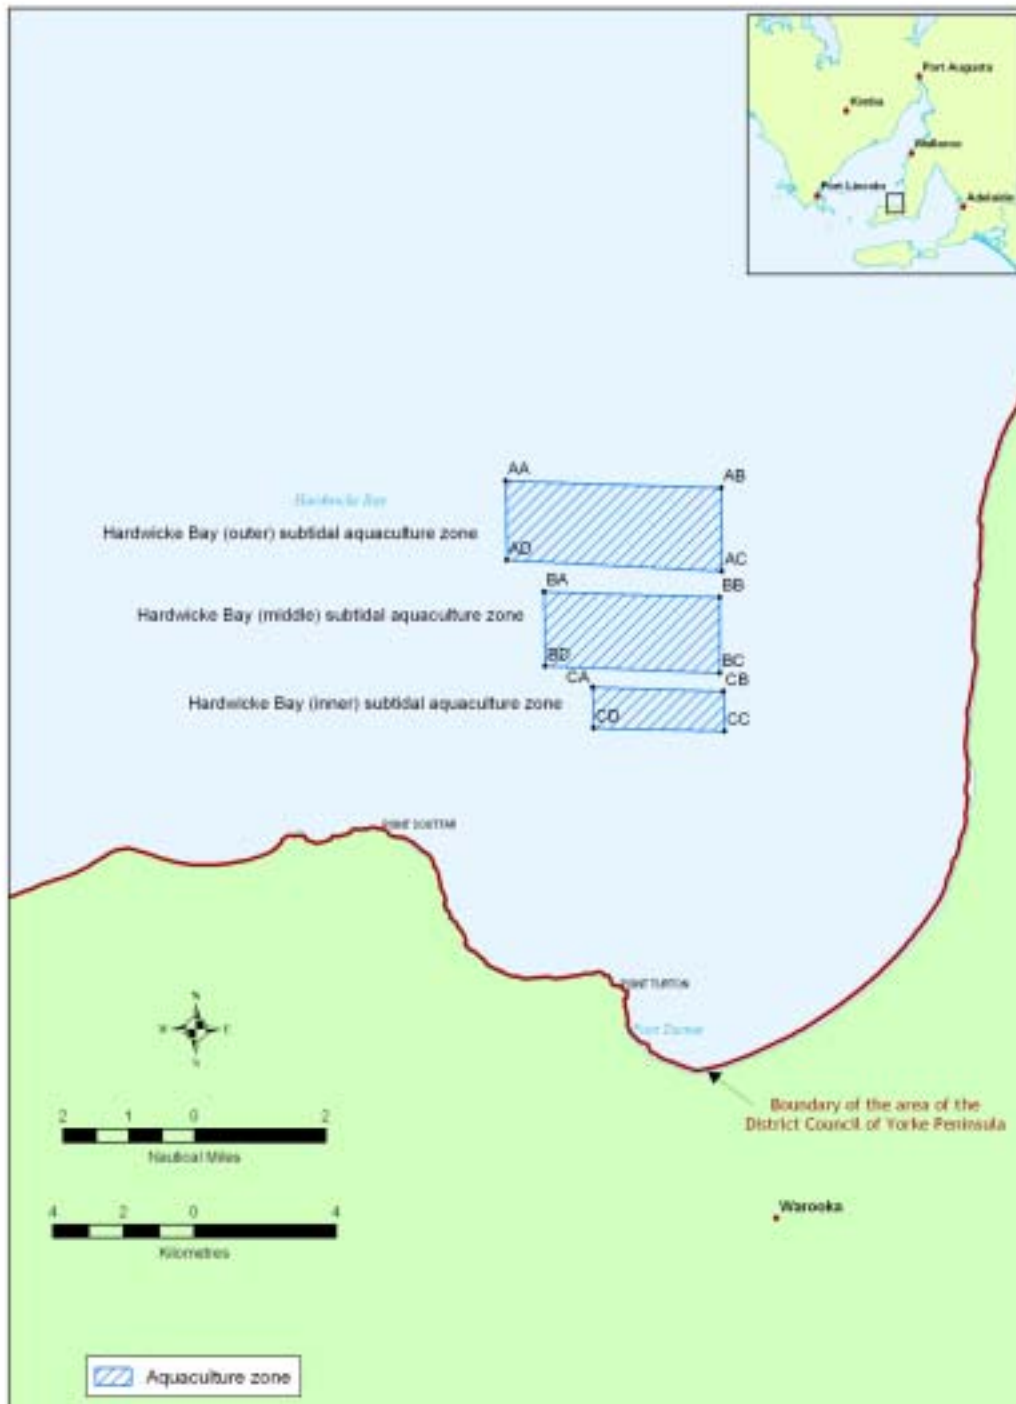 Port Augusta
Kimba
Wallaroo
Port Lincoln
Adelaide
AA
AB
Hardwicke Bay
Hardwicke Bay (outer) subtidal aquaculture zone
AD
AC
BA
BB
Hardwicke Bay (middle) subtidal aquaculture zone
BD
BC
CA
CB
Hardwicke Bay (inner) subtidal aquaculture zone
CD
CC
POINT SOUTTAR
POINT TURTON
N
W
E
S
Boundary of the area of the
District Council of Yorke Peninsula
2 1 0 2
Nautical Miles
Warooka
4 2 0 4
Kilometres
Aquaculture zone